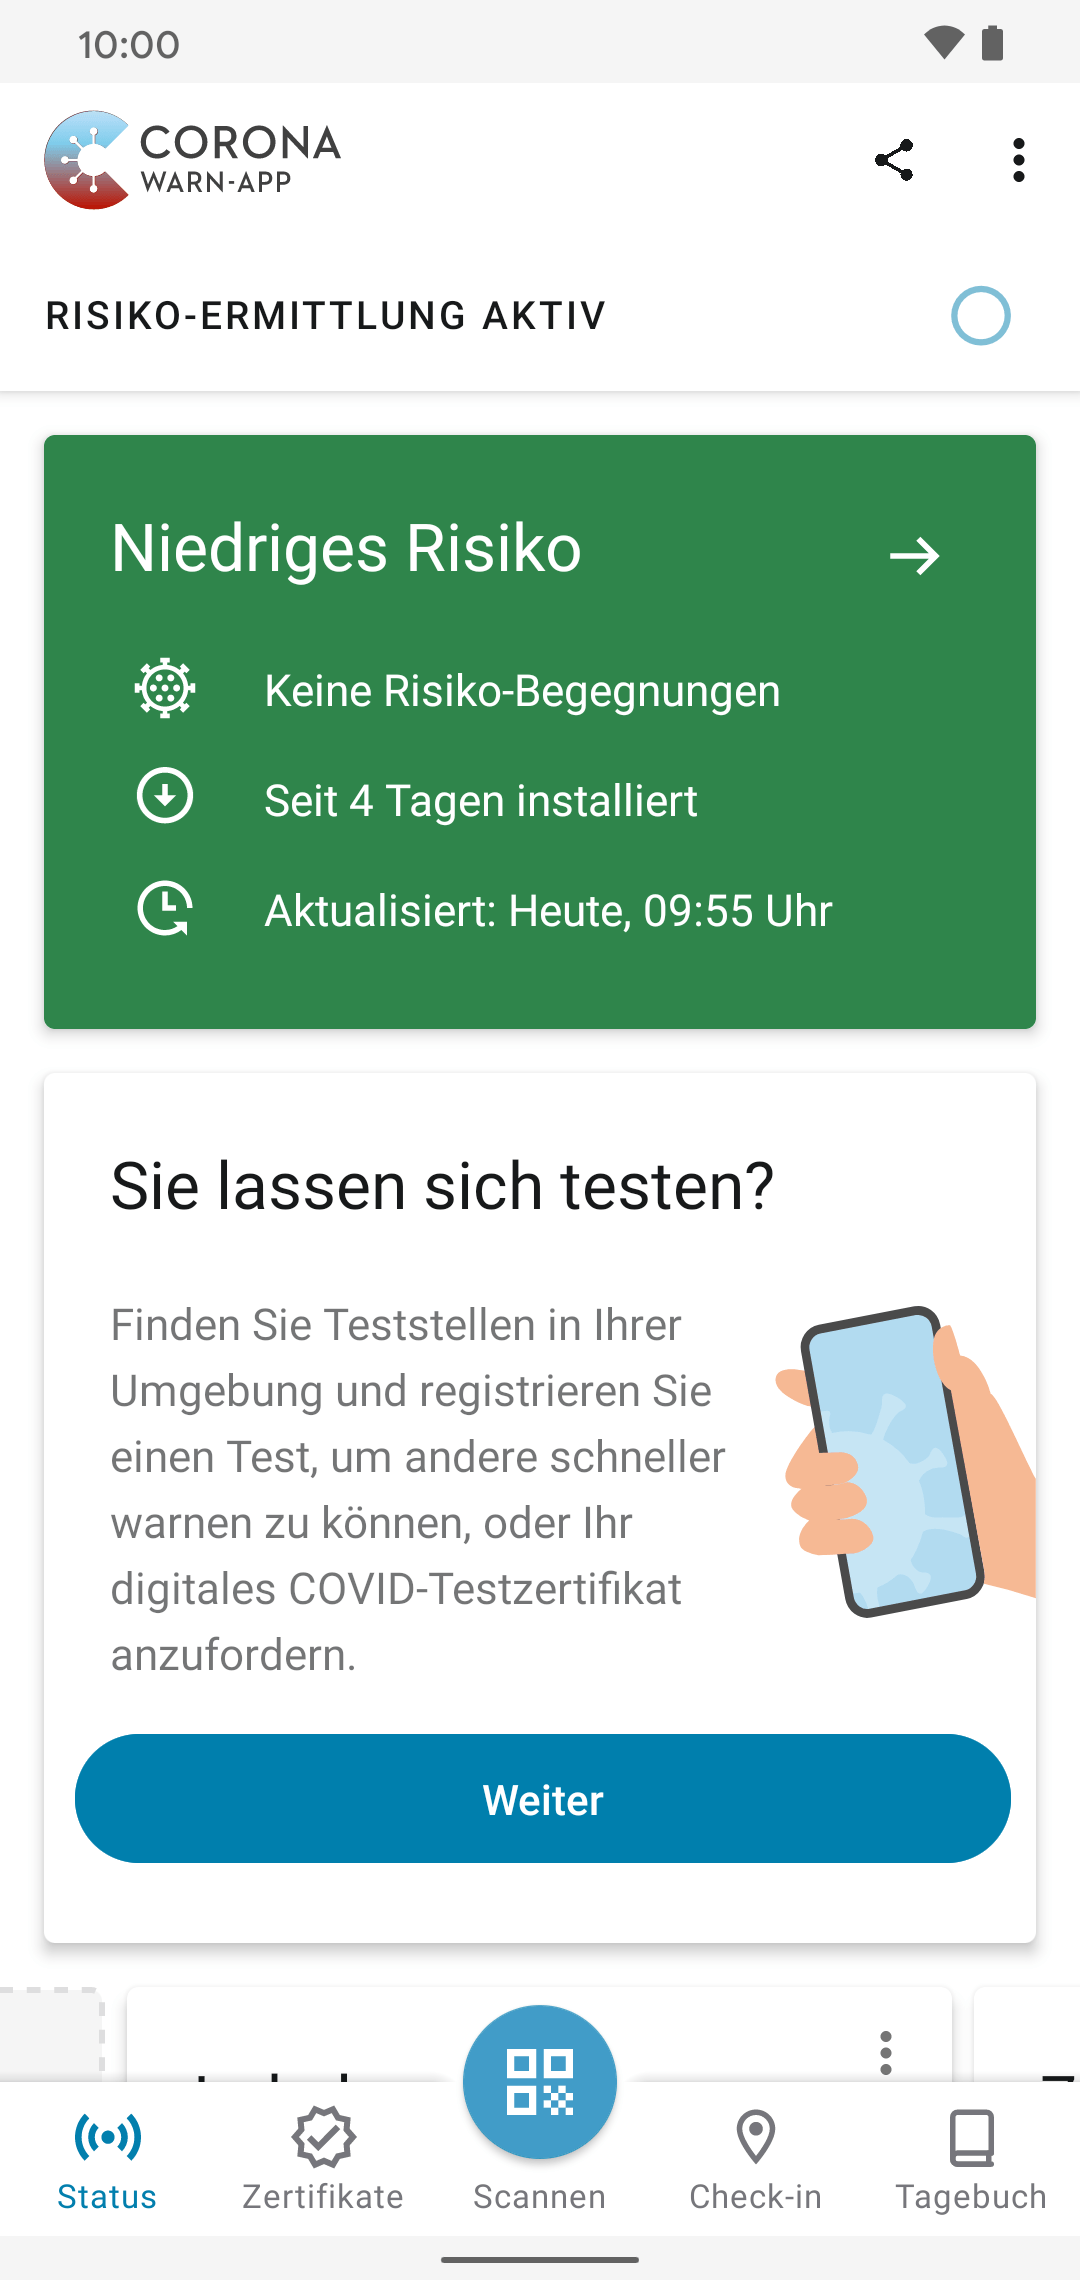 10:00
CORONA
WARN-APP
RISIKO-ERMITTLUNG AKTIV
Niedriges Risiko
Keine Risiko-Begegnungen
Seit 4 Tagen installiert
Aktualisiert: Heute, 09:55 Uhr
Sie lassen sich testen?
Finden Sie Teststellen in Ihrer
Umgebung und registrieren Sie
einen Test, um andere schneller
warnen zu können, oder Ihr
digitales COVID-Testzertifikat
anzufordern.
Weiter
Status
Zertifikate
Scannen
Check-in
Tagebuch